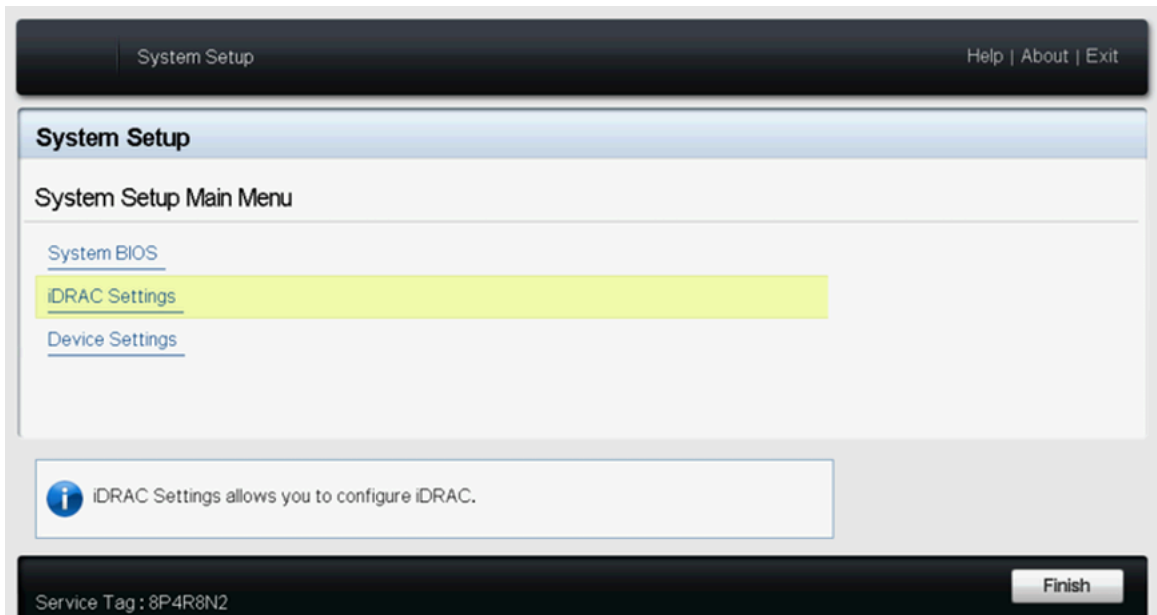 System Setup
Help | About | Exit
System Setup
System Setup Main Menu
System BIOS
iDRAC Settings
Device Settings
iDRAC Settings allows you to configure iDRAC.
Service Tag : 8P4R8N2
Finish